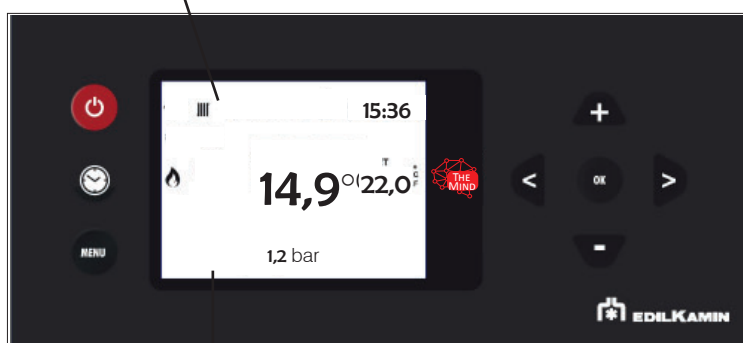 15:36
T
14,9°( 22,0 °C F
THE
MIND
< OK >
+
MENU
-
1,2 bar
EDILKAMIN